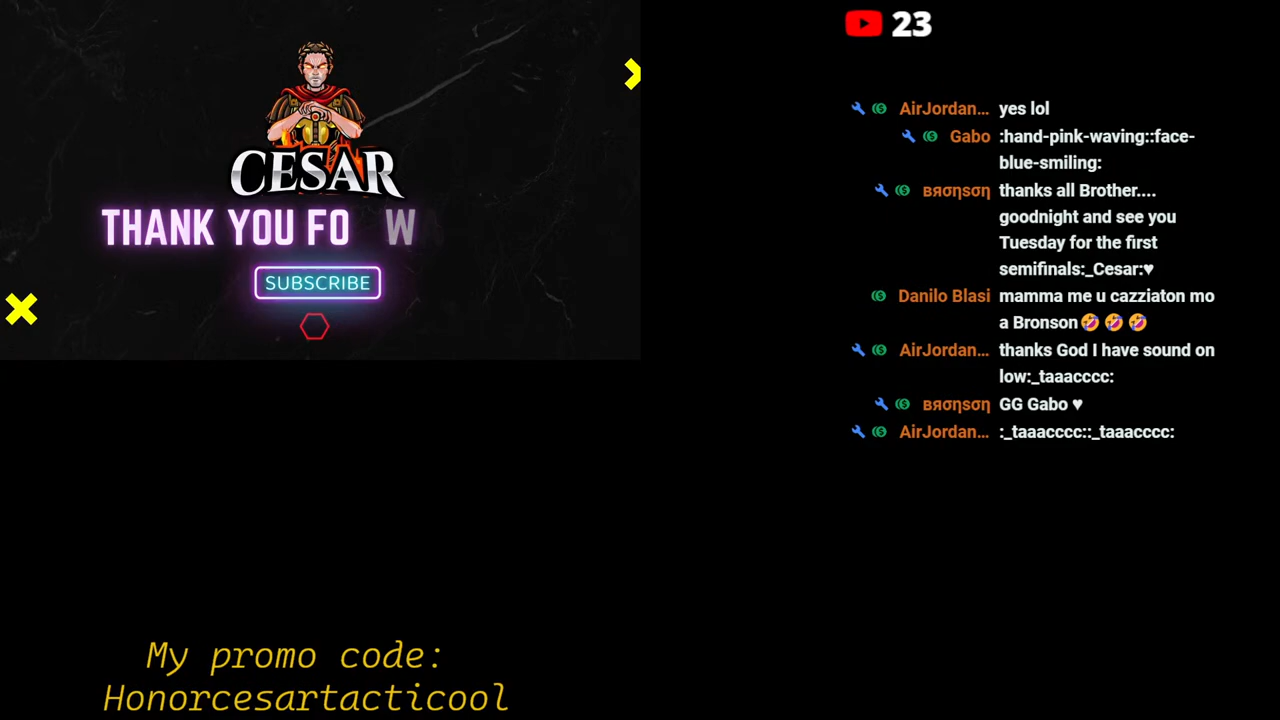 CESAR
THANK YOU FO W
SUBSCRIBE
My promo code:
Honorcesartacticool
23
AirJordan... yes lol
Gabo :hand-pink-waving::face-
blue-smiling:
вяσηsση thanks all Brother....
goodnight and see you
Tuesday for the first
semifinals:_Cesar:♥
Danilo Blasi mamma me u cazziaton mo
a Bronson🤣🤣🤣
AirJordan... thanks God I have sound on
low:_taaacccc:
вяσηsση GG Gabo ♥
AirJordan... :_taaacccc::_taaacccc: